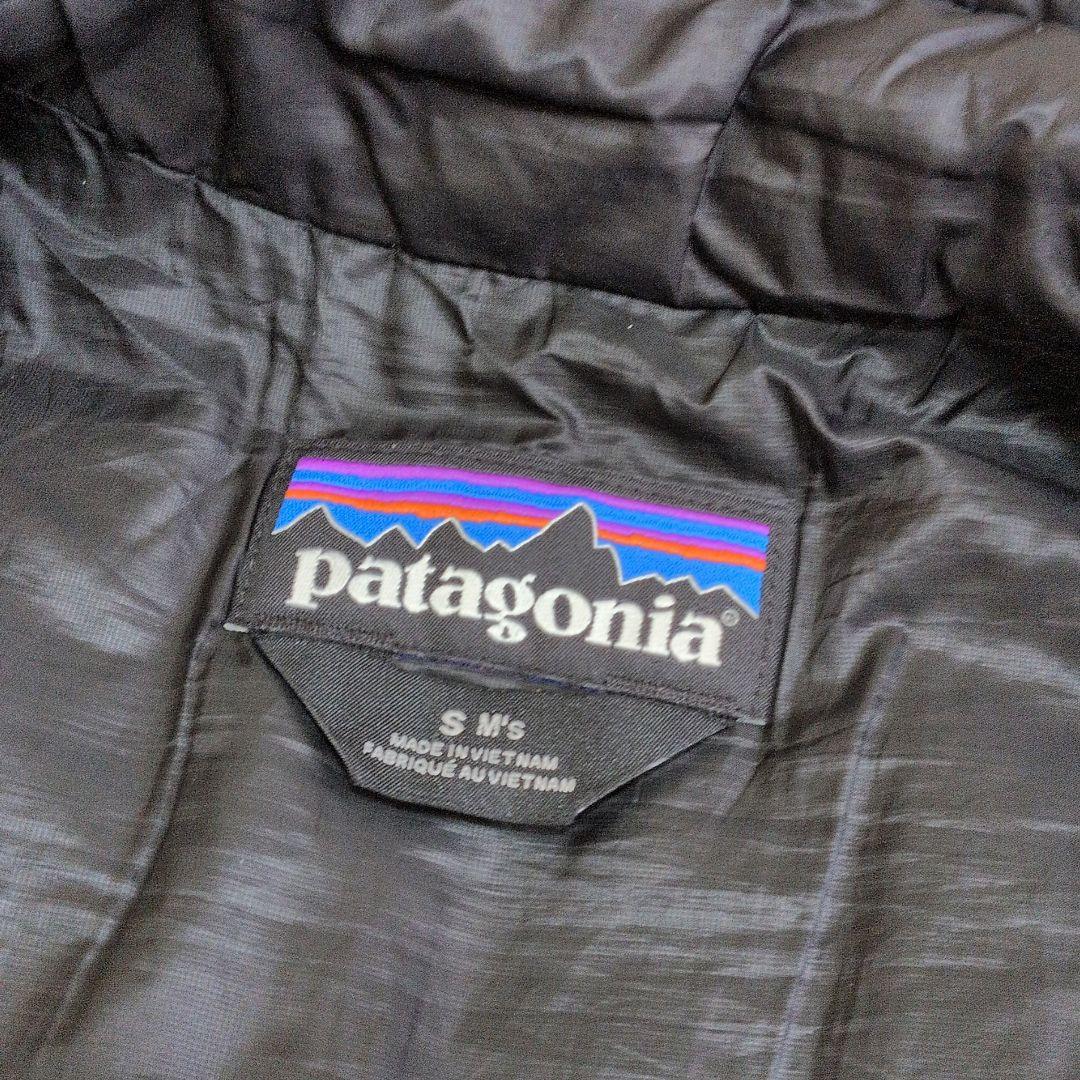 patagonia®
S M's
MADE IN VIETNAM
FABRIQUÉ AU VIETNAM